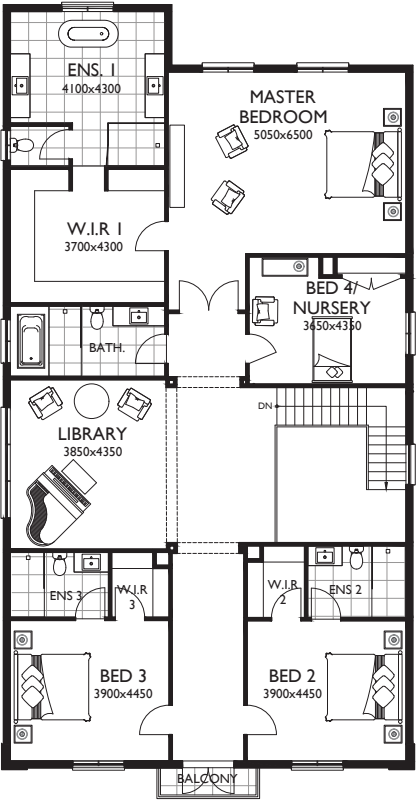 ENS. 1
4100x4300
MASTER
BEDROOM
5050x6500
W.I.R 1
3700x4300
BED 4/
NURSERY
3650x4350
BATH.
DN
LIBRARY
3850x4350
ENS 3
W.I.R
3
W.I.R
2
ENS 2
BED 3
3900x4450
BED 2
3900x4450
BALCONY